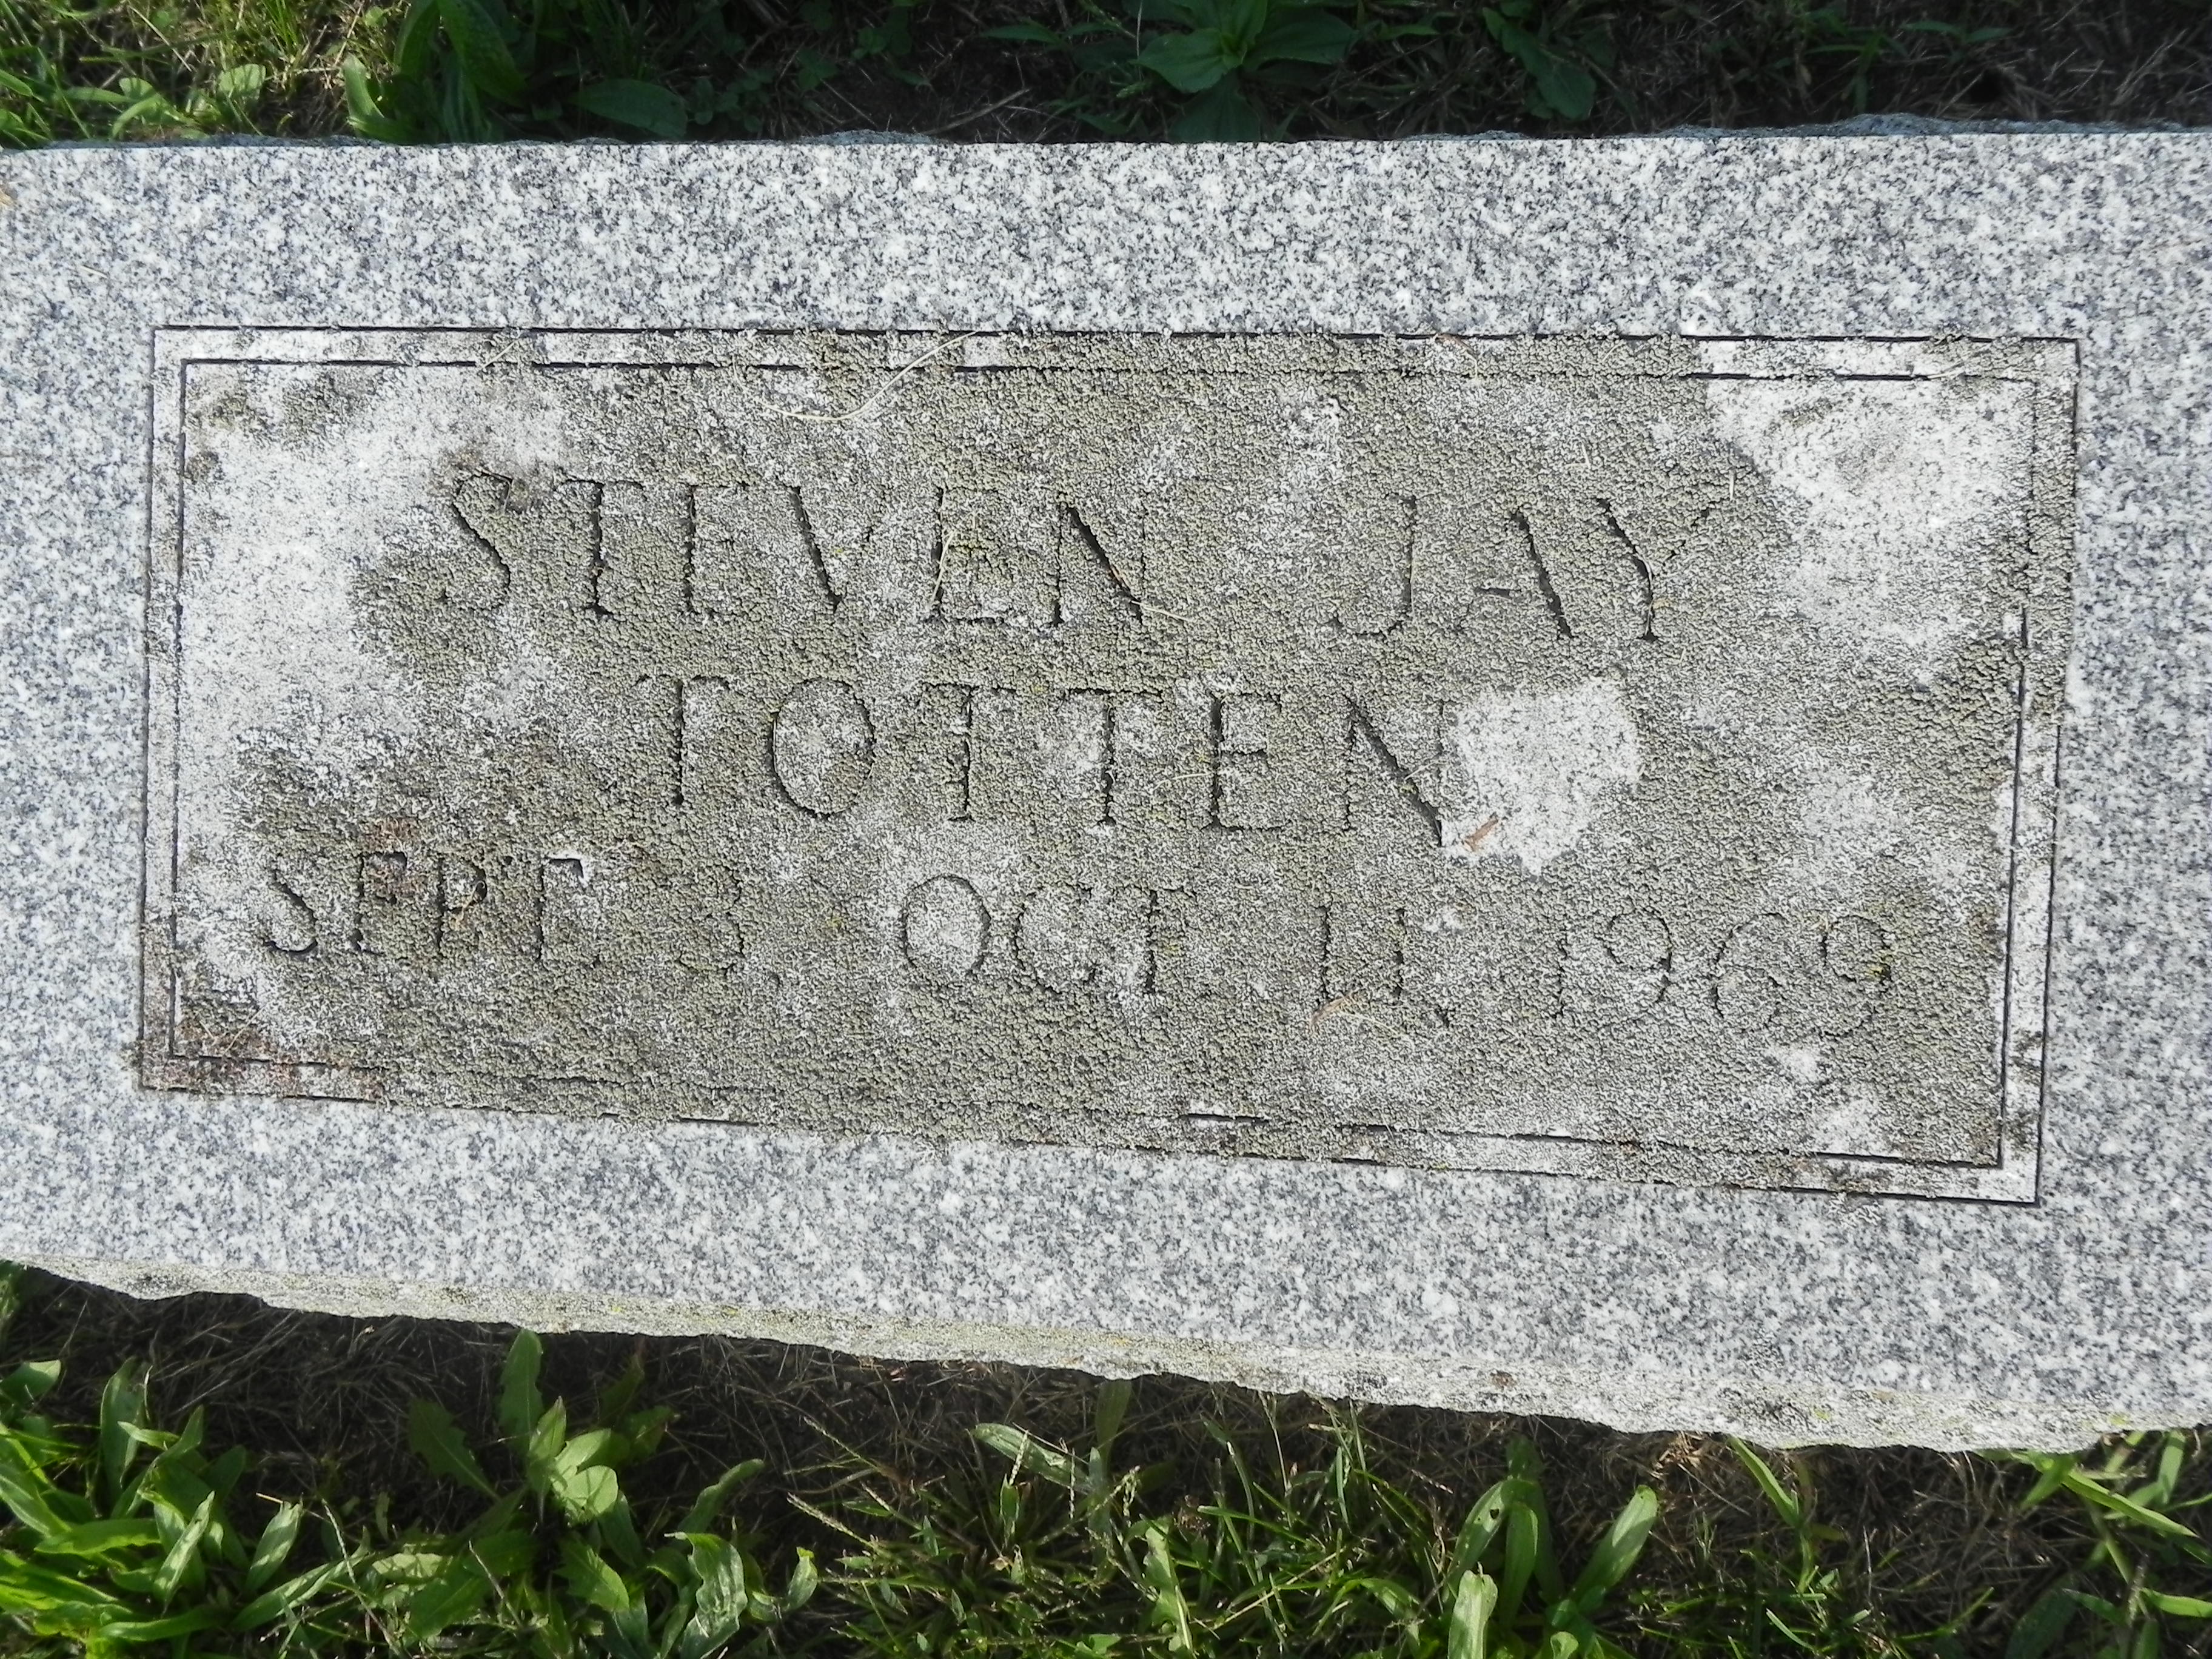 STEVEN JAY
TOTTEN
SEPT. 3, OCT. 11, 1969